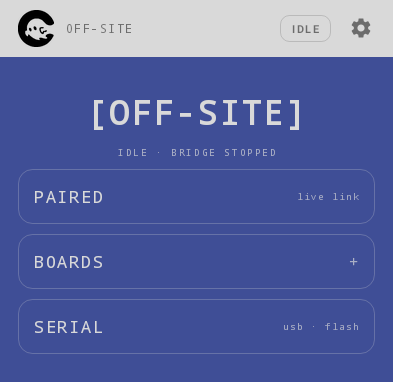 OFF-SITE
IDLE
[OFF-SITE]
IDLE · BRIDGE STOPPED
PAIRED live link
BOARDS +
SERIAL usb · flash